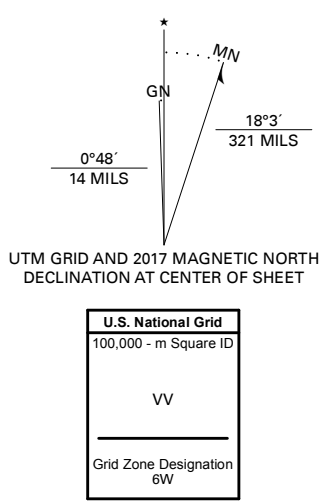 ★
MN
GN
18°3´
321 MILS
0°48´
14 MILS
UTM GRID AND 2017 MAGNETIC NORTH
DECLINATION AT CENTER OF SHEET
U.S. National Grid
100,000 - m Square ID
VV
Grid Zone Designation
6W